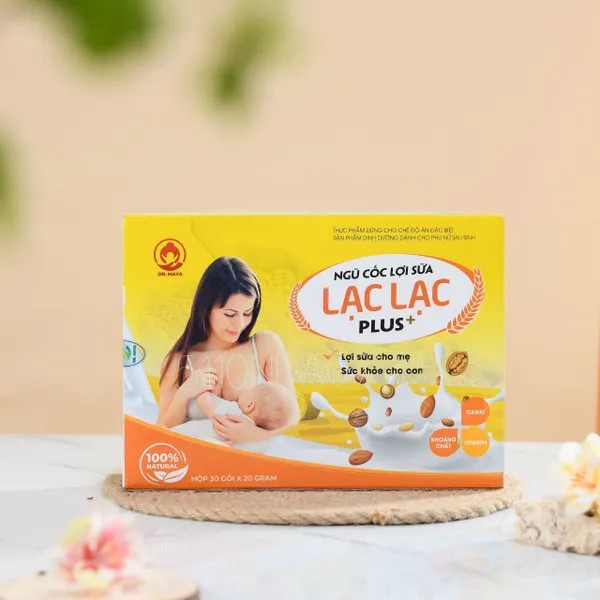 THỰC PHẨM DÙNG CHO CHẾ ĐỘ ĂN ĐẶC BIỆT
SẢN PHẨM DINH DƯỠNG DÀNH CHO PHỤ NỮ SAU SINH
DR. MAYA
NGŨ CỐC LỢI SỮA
LẠC LẠC
PLUS+
Lợi sữa cho mẹ
Sức khỏe cho con
CANXI
KHOÁNG CHẤT
VITAMIN
100%
NATURAL
HỘP 30 GÓI X 20 GRAM